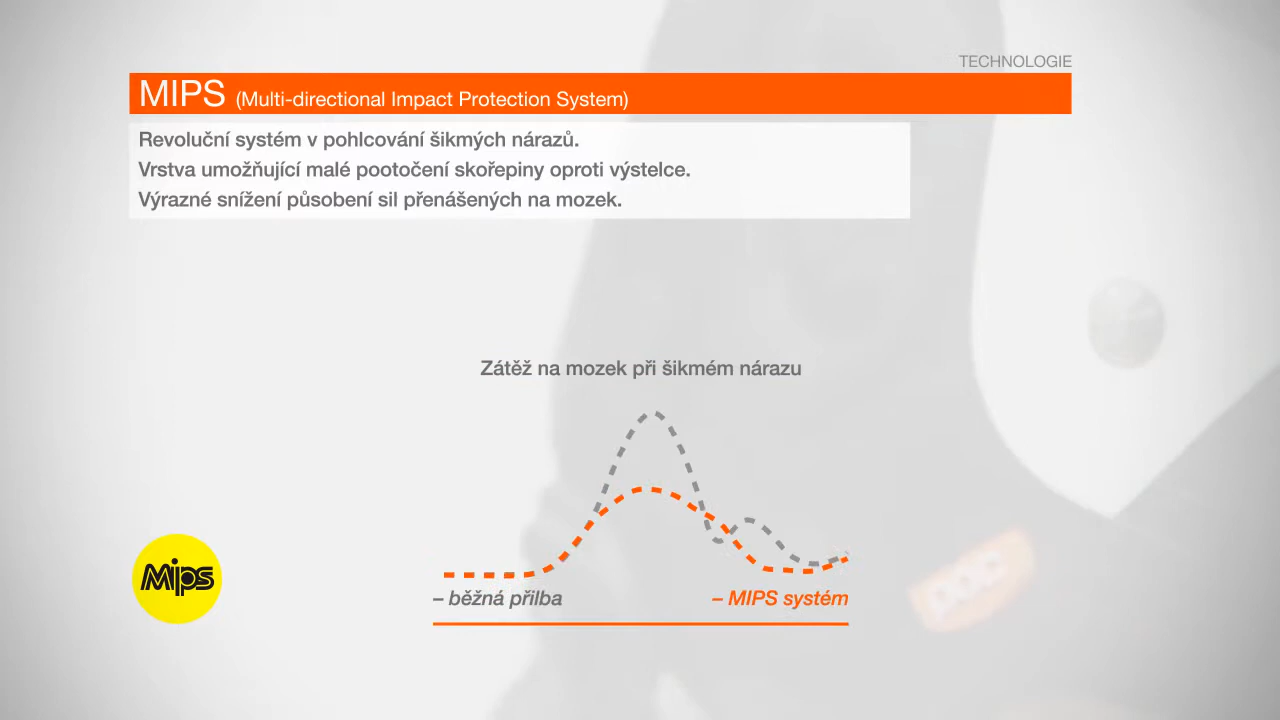 TECHNOLOGIE
MIPS (Multi-directional Impact Protection System)
Revoluční systém v pohlcování šikmých nárazů.
Vrstva umožňující malé pootočení skořepiny oproti výstelce.
Výrazné snížení působení sil přenášených na mozek.
Zátěž na mozek při šikmém nárazu
Mips
– běžná přilba
– MIPS systém
POC